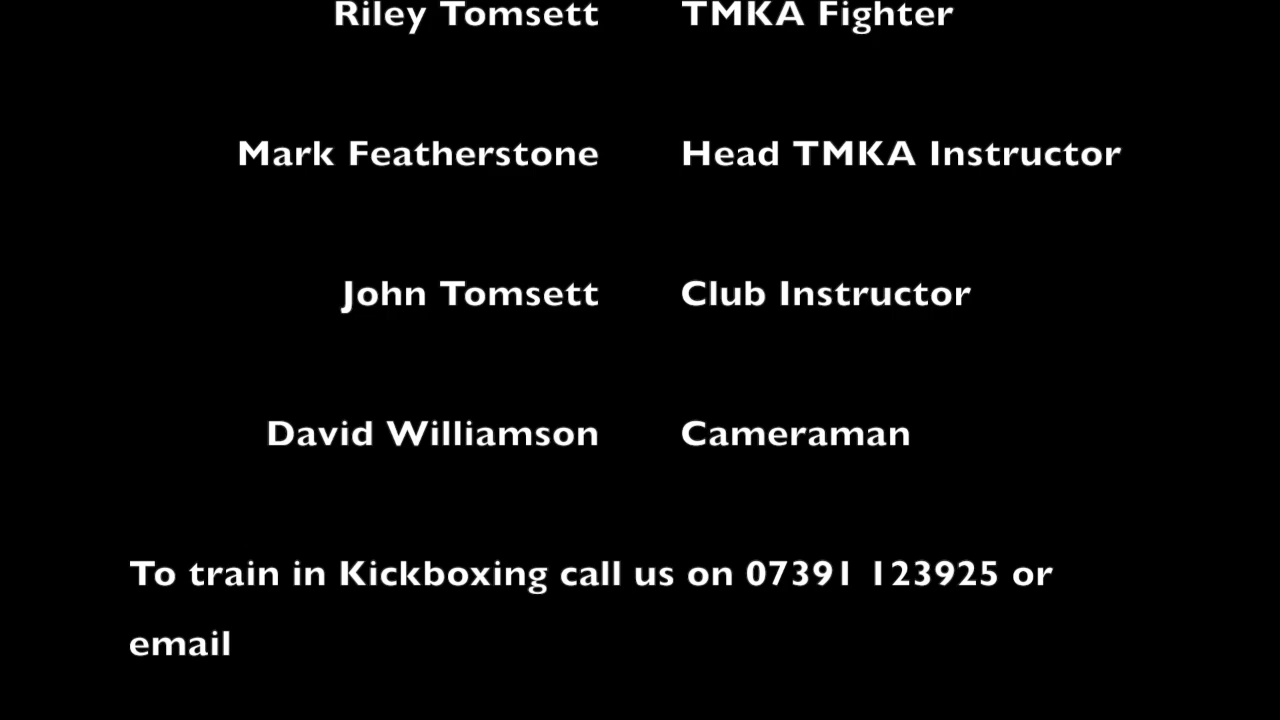 Riley Tomsett TMKA Fighter
Mark Featherstone Head TMKA Instructor
John Tomsett Club Instructor
David Williamson Cameraman
To train in Kickboxing call us on 07391 123925 or
email